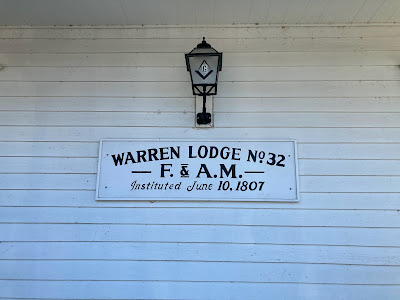 G
WARREN LODGE No 32
— F. & A.M. —
Instituted June 10, 1807